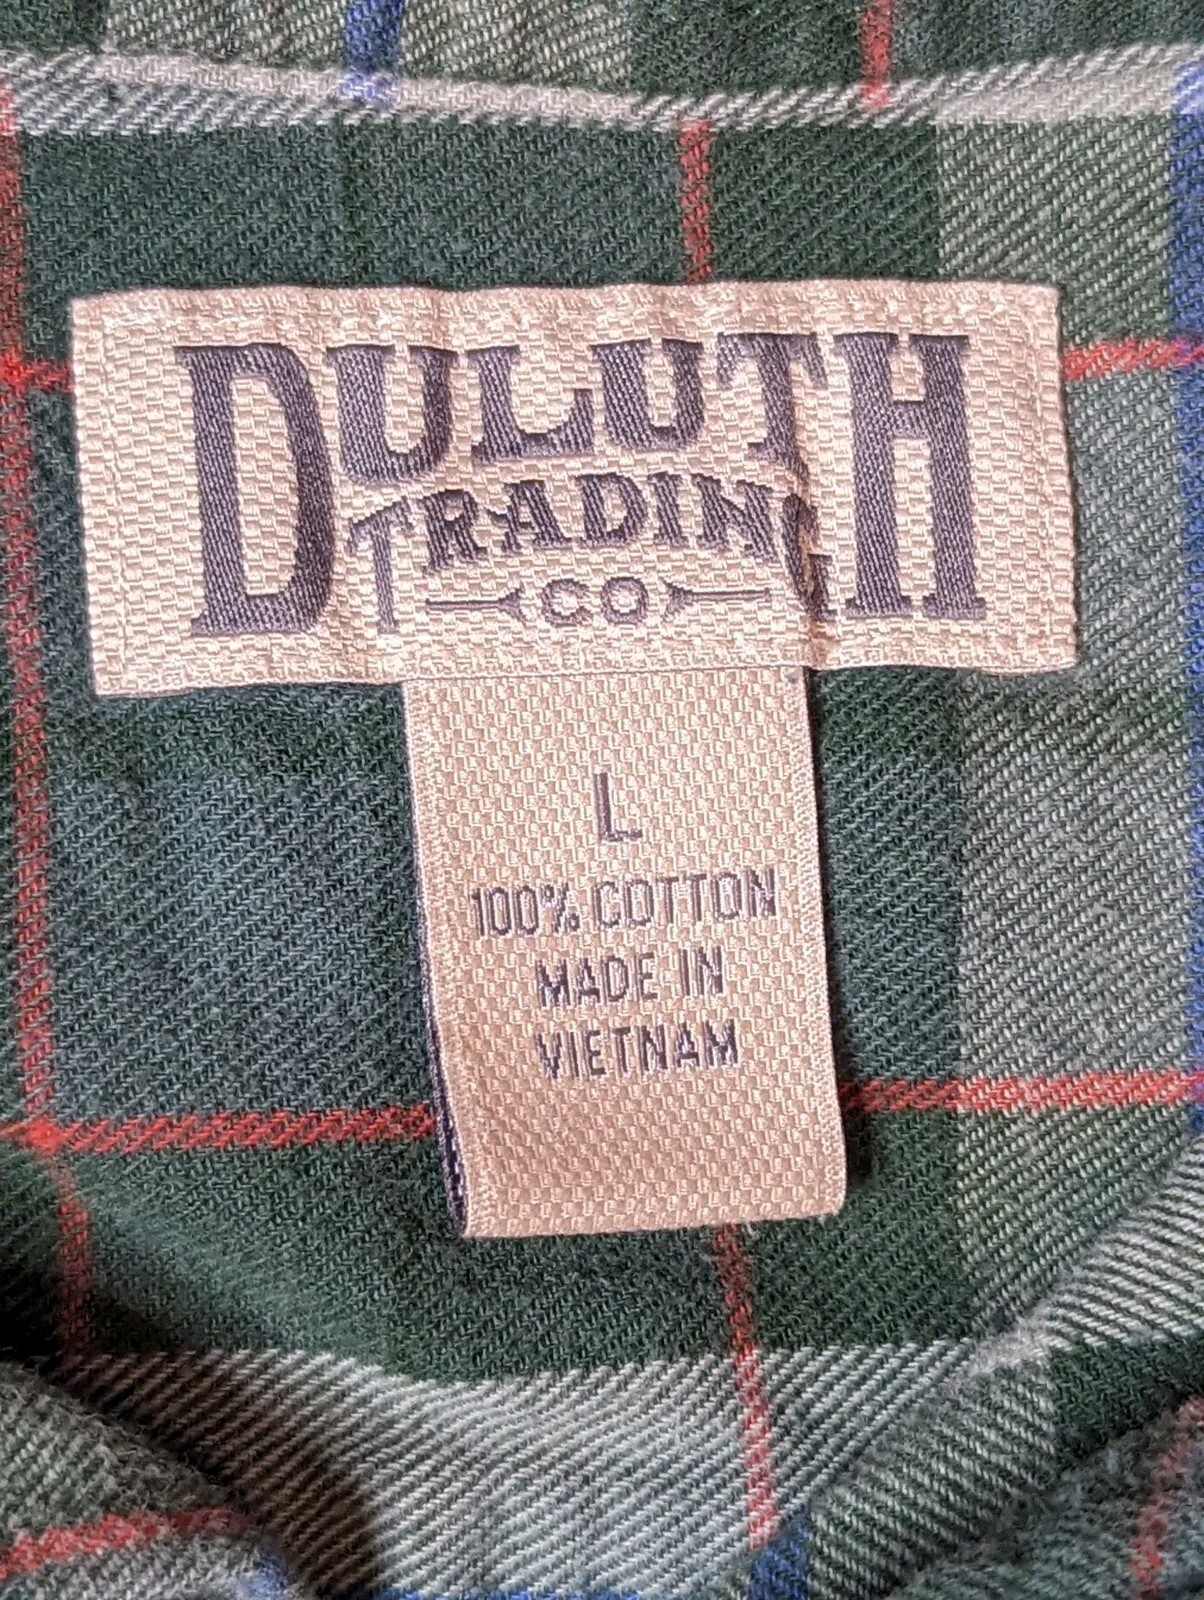 DULUTH
TRADING
CO
L
100% COTTON
MADE IN
VIETNAM